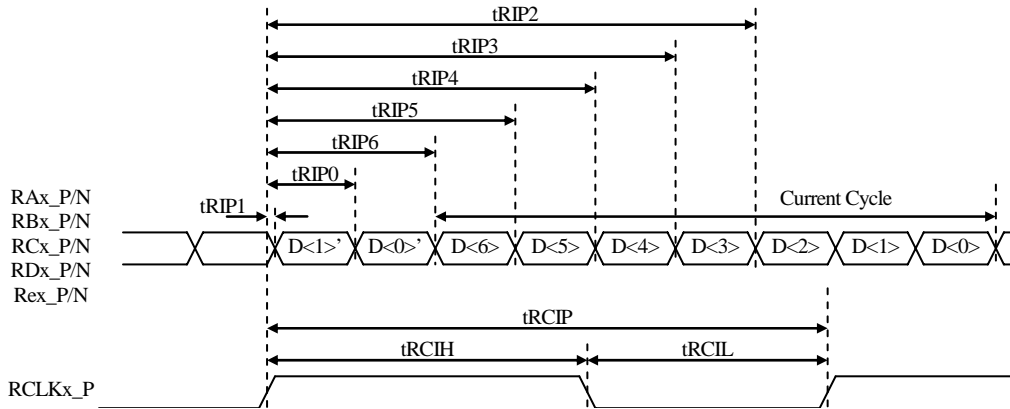 tRIP2
tRIP3
tRIP4
tRIP5
tRIP6
tRIP0
tRIP1
RAx_P/N
RBx_P/N
RCx_P/N
RDx_P/N
Rex_P/N
Current Cycle
D<1>’ D<0>’ D<6> D<5> D<4> D<3> D<2> D<1> D<0>
tRCIP
tRCIH tRCIL
RCLKx_P